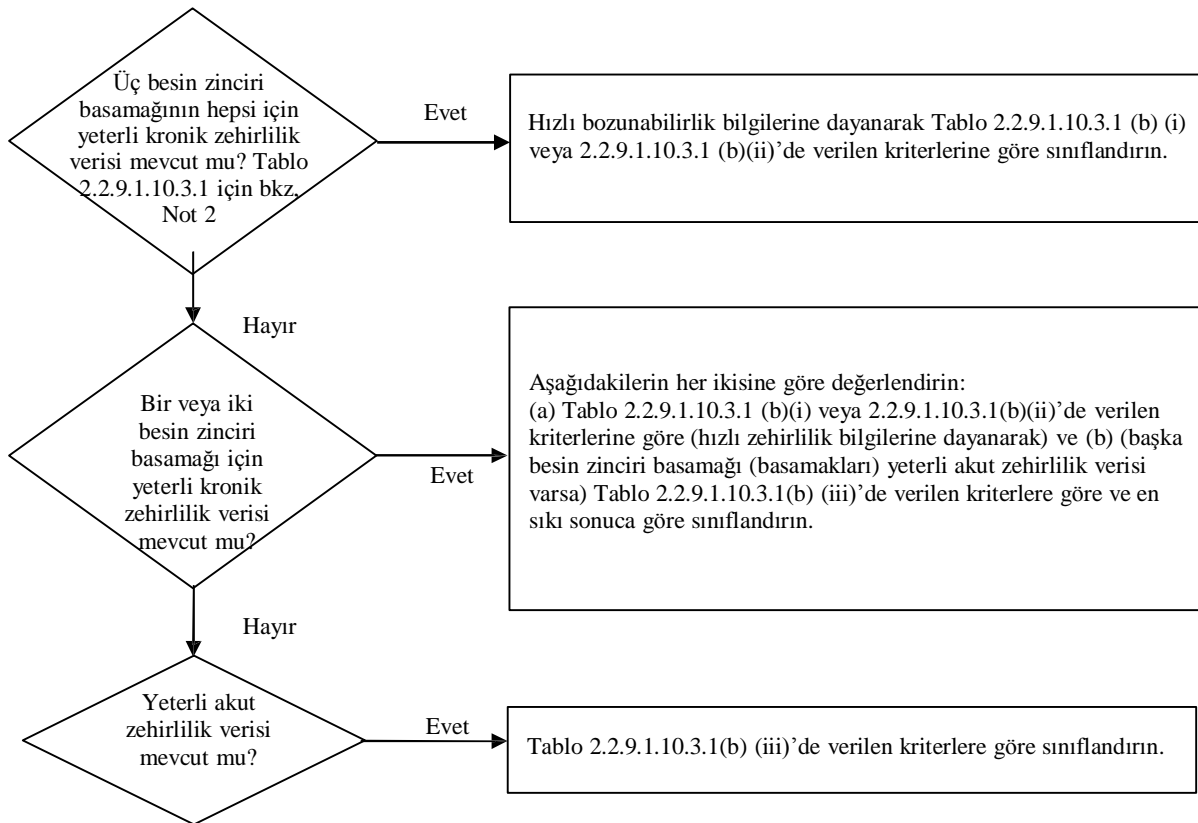 Üç besin zinciri
basamağının hepsi için
yeterli kronik zehirlilik
verisi mevcut mu? Tablo
2.2.9.1.10.3.1 için bkz.
Not 2
Evet
Hızlı bozunabilirlik bilgilerine dayanarak Tablo 2.2.9.1.10.3.1 (b) (i)
veya 2.2.9.1.10.3.1 (b)(ii)’de verilen kriterlerine göre sınıflandırın.
Hayır
Bir veya iki
besin zinciri
basamağı için
yeterli kronik
zehirlilik verisi
mevcut mu?
Evet
Aşağıdakilerin her ikisine göre değerlendirin:
(a) Tablo 2.2.9.1.10.3.1 (b)(i) veya 2.2.9.1.10.3.1(b)(ii)’de verilen
kriterlerine göre (hızlı zehirlilik bilgilerine dayanarak) ve (b) (başka
besin zinciri basamağı (basamakları) yeterli akut zehirlilik verisi
varsa) Tablo 2.2.9.1.10.3.1(b) (iii)’de verilen kriterlere göre ve en
sıkı sonuca göre sınıflandırın.
Hayır
Yeterli akut
zehirlilik verisi
mevcut mu?
Evet
Tablo 2.2.9.1.10.3.1(b) (iii)’de verilen kriterlere göre sınıflandırın.